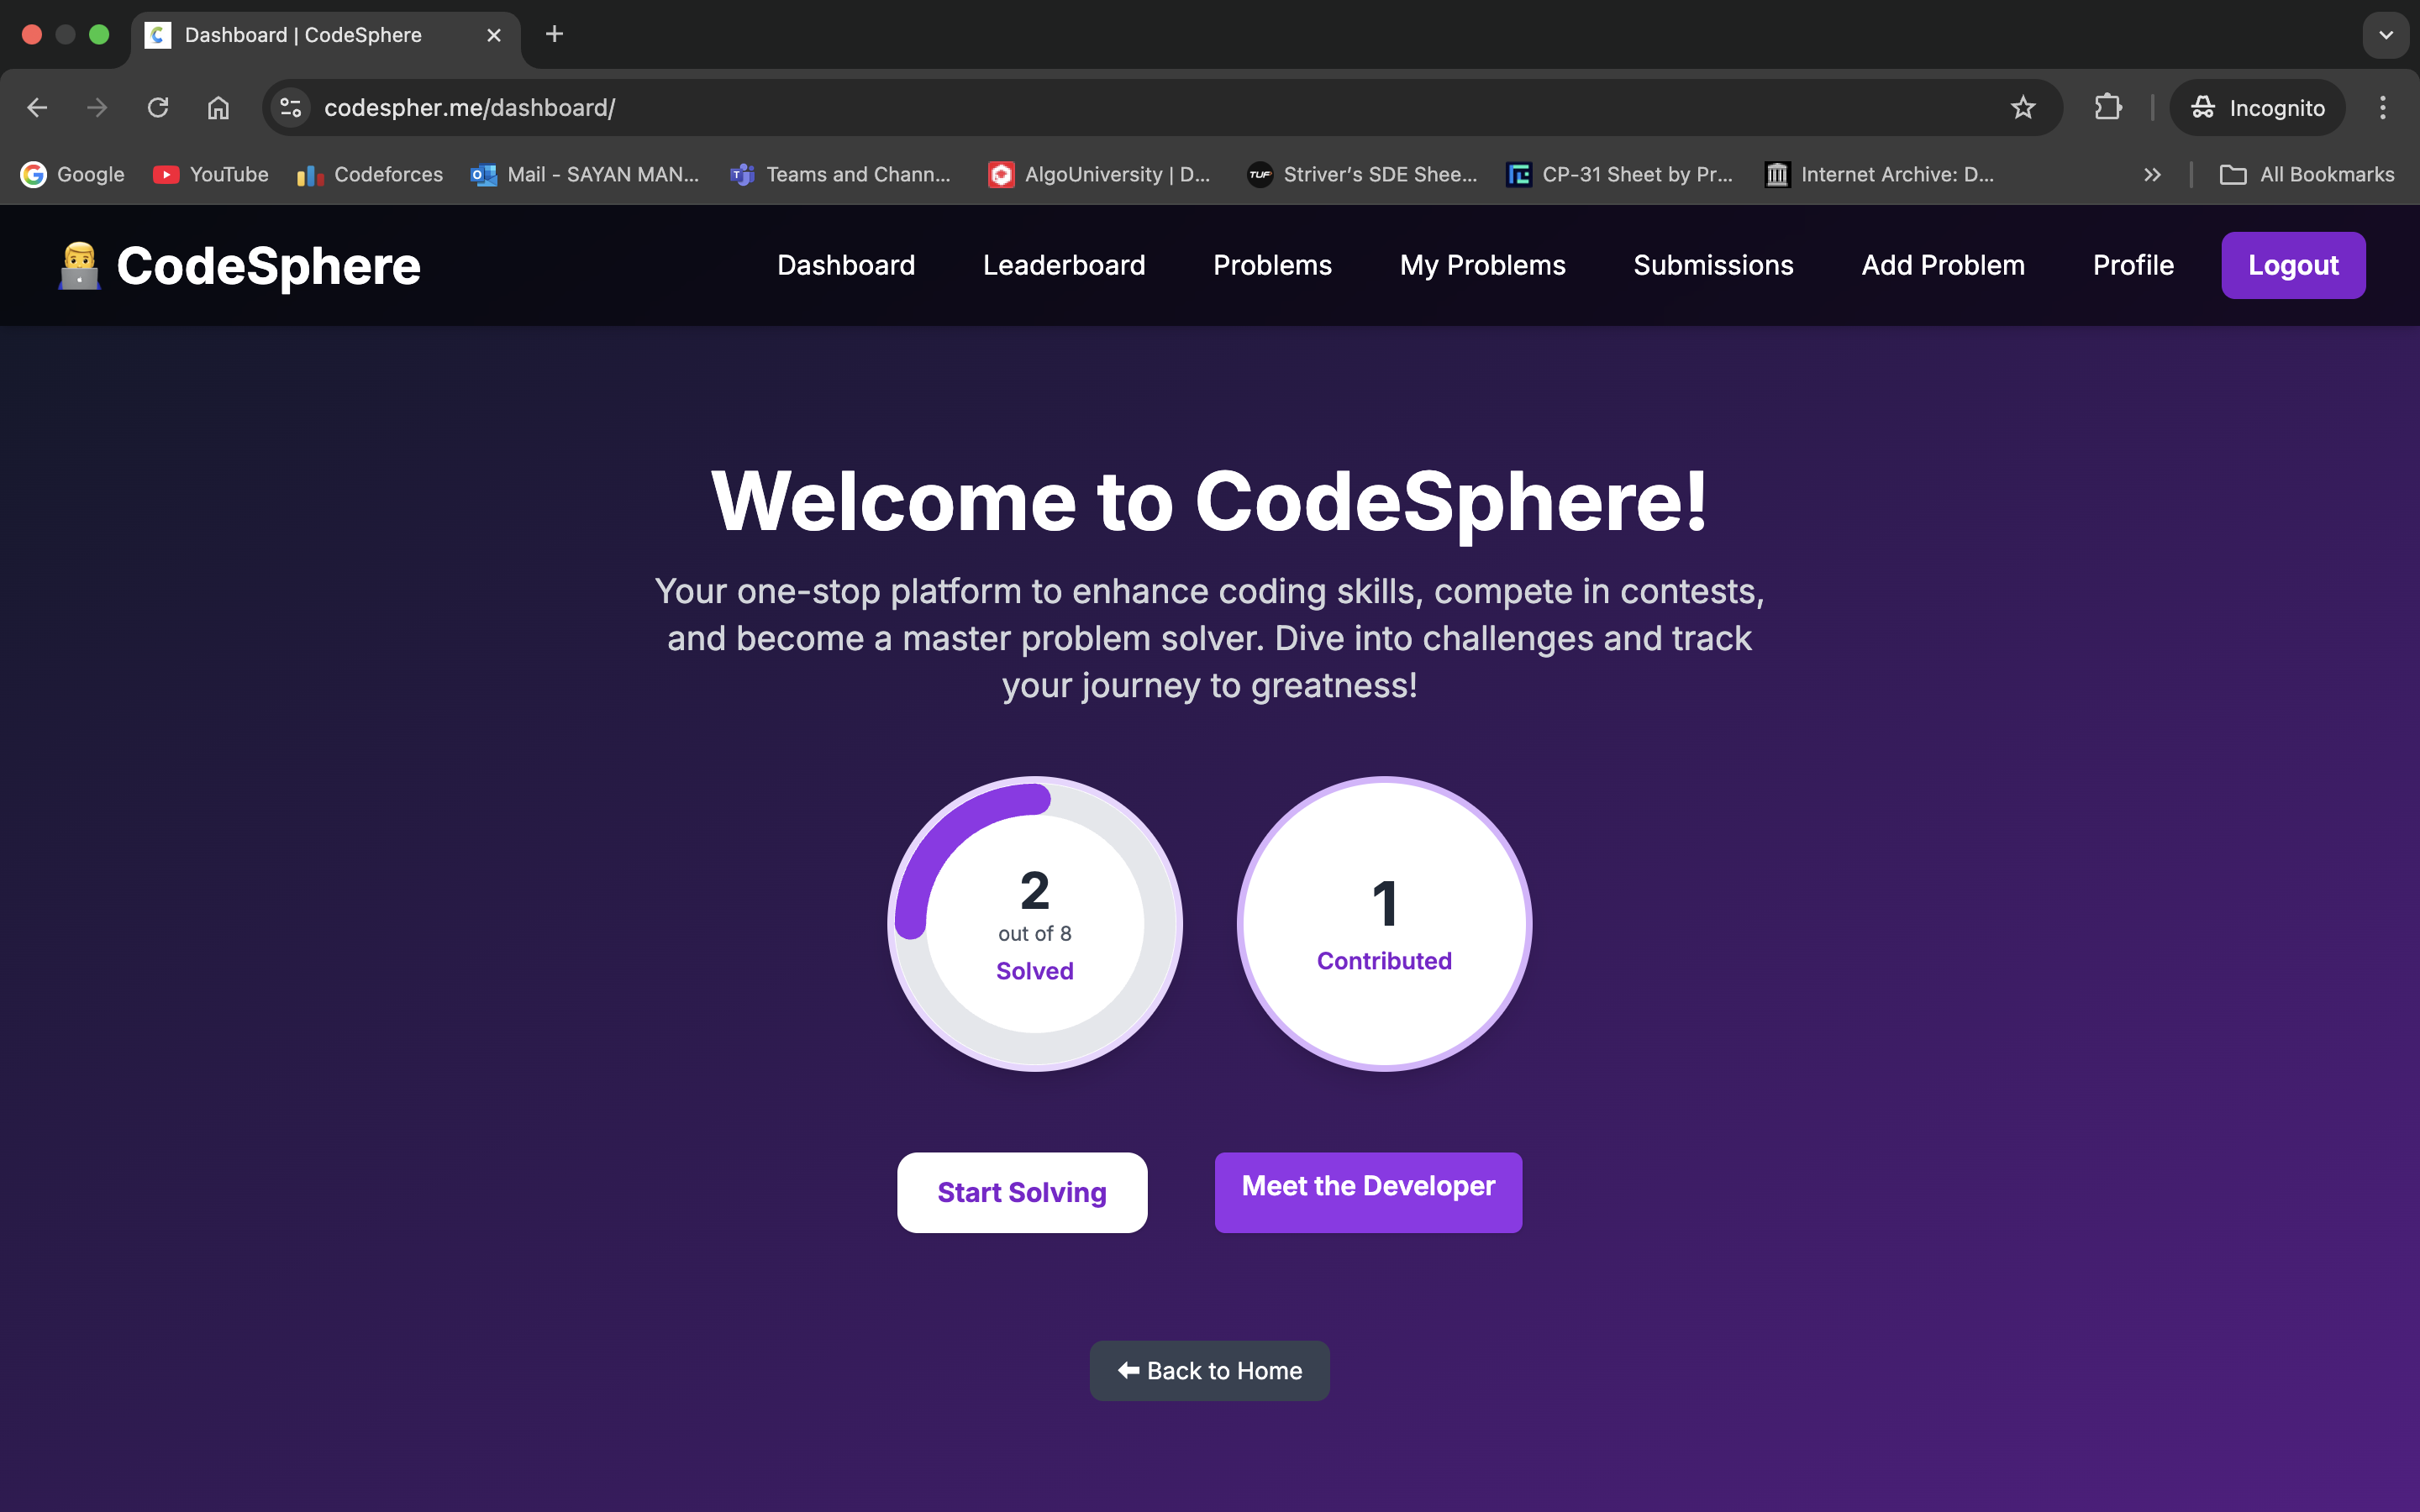 Dashboard | CodeSphere
codespher.me/dashboard/
Incognito
Google
YouTube
Codeforces
Mail - SAYAN MAN...
Teams and Chann...
AlgoUniversity | D...
TUF
Striver's SDE Shee...
CP-31 Sheet by Pr...
Internet Archive: D...
All Bookmarks
CodeSphere
Dashboard
Leaderboard
Problems
My Problems
Submissions
Add Problem
Profile
Logout
Welcome to CodeSphere!
Your one-stop platform to enhance coding skills, compete in contests,
and become a master problem solver. Dive into challenges and track
your journey to greatness!
2
out of 8
Solved
1
Contributed
Start Solving
Meet the Developer
⬅ Back to Home